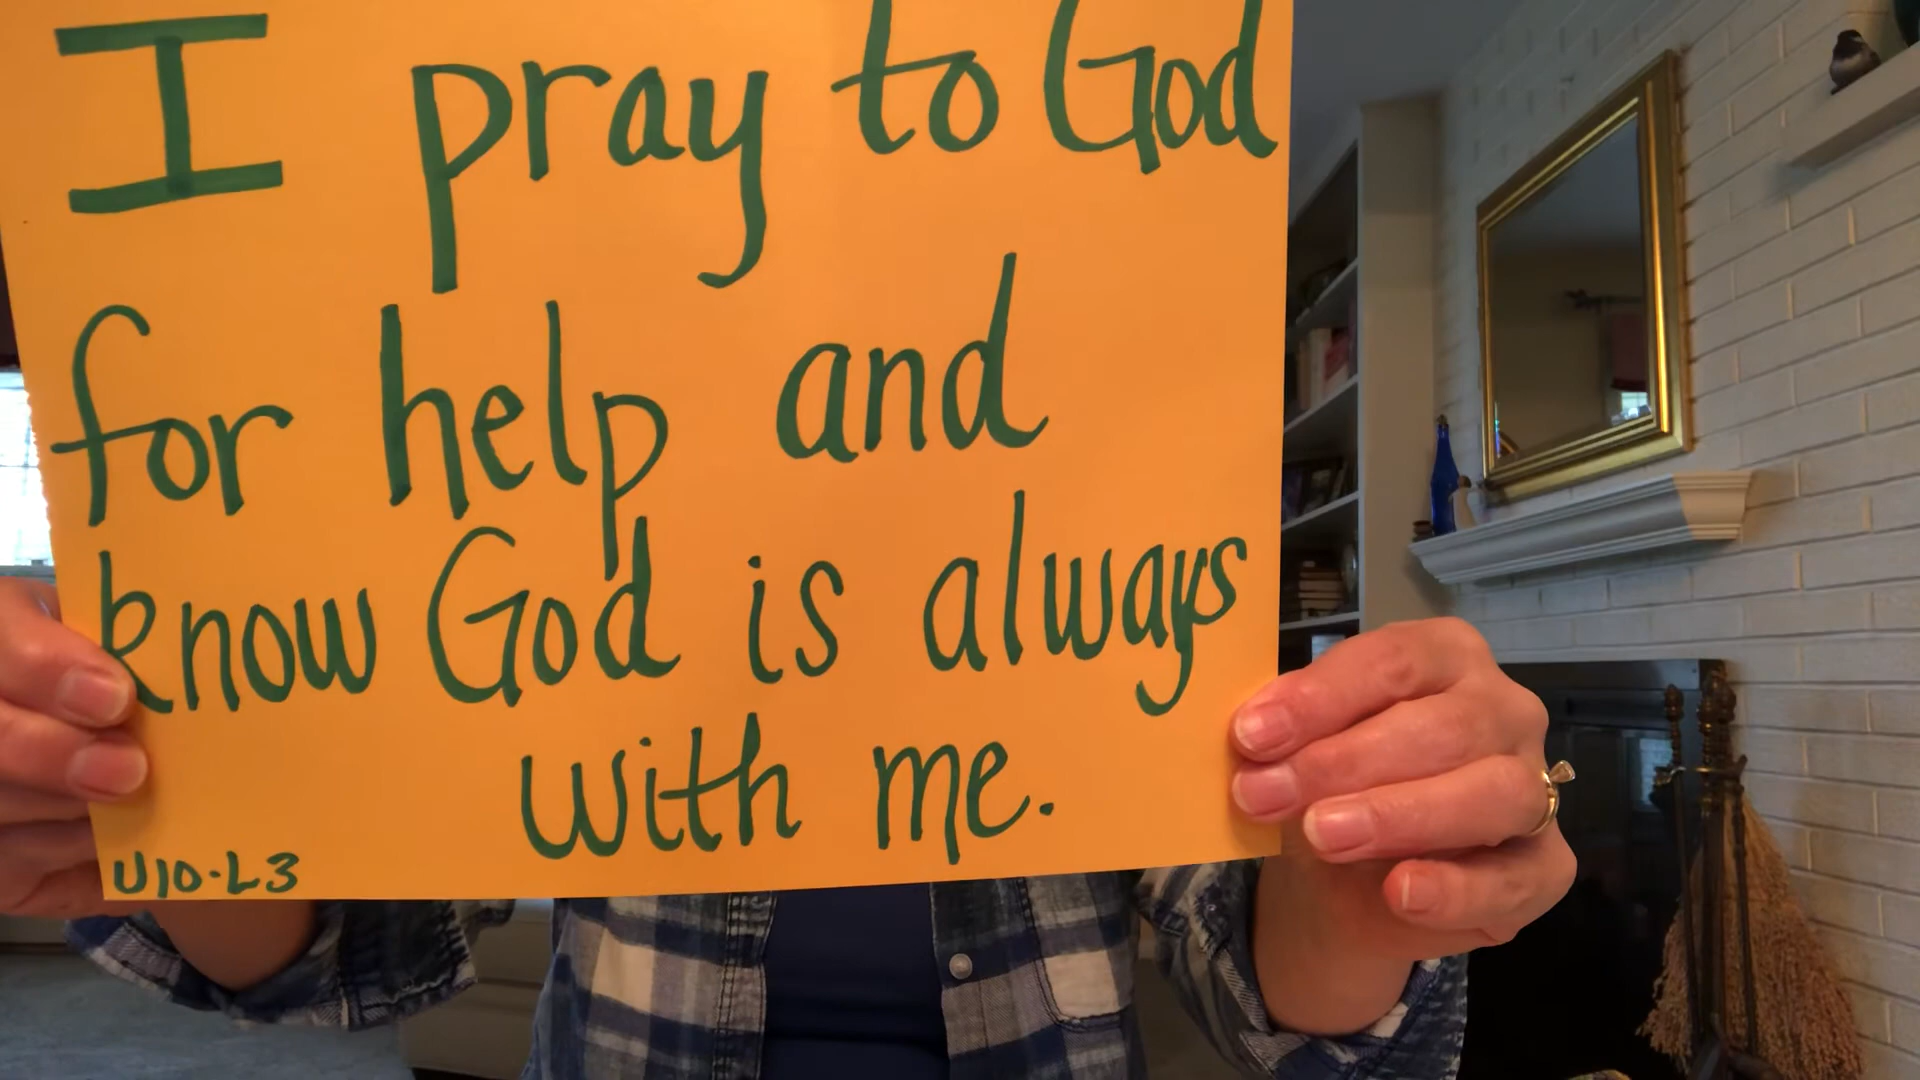 I pray to God
for help and
know God is always
with me.
U10-L3